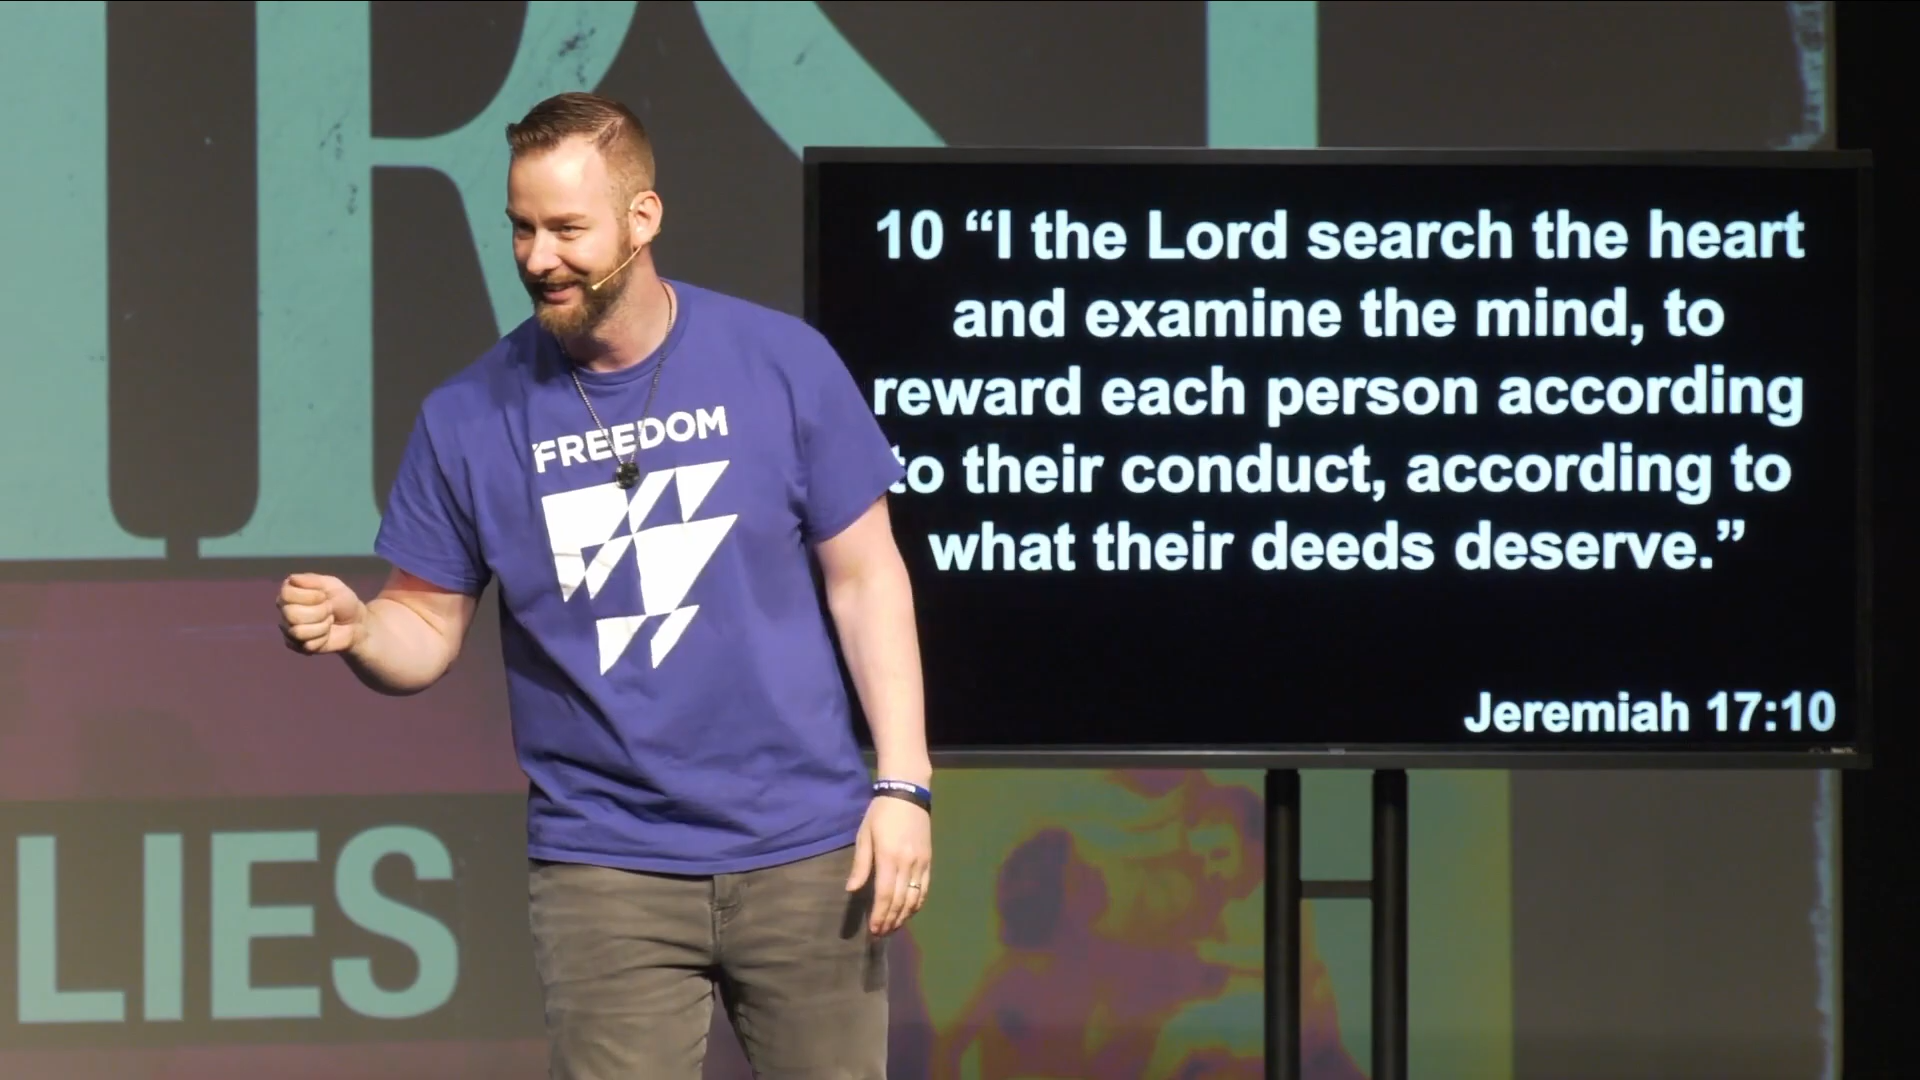 10 “I the Lord search the heart
and examine the mind, to
reward each person according
to their conduct, according to
what their deeds deserve.”
Jeremiah 17:10
FREEDOM
LIES